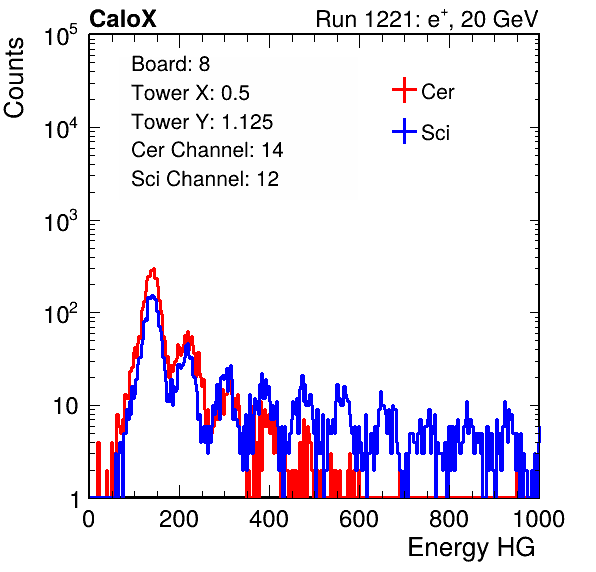 CaloX Run 1221: e⁺, 20 GeV
Counts
Board: 8
Tower X: 0.5
Tower Y: 1.125
Cer Channel: 14
Sci Channel: 12
Cer
Sci
10⁵
10⁴
10³
10²
10
1
0 200 400 600 800 1000
Energy HG